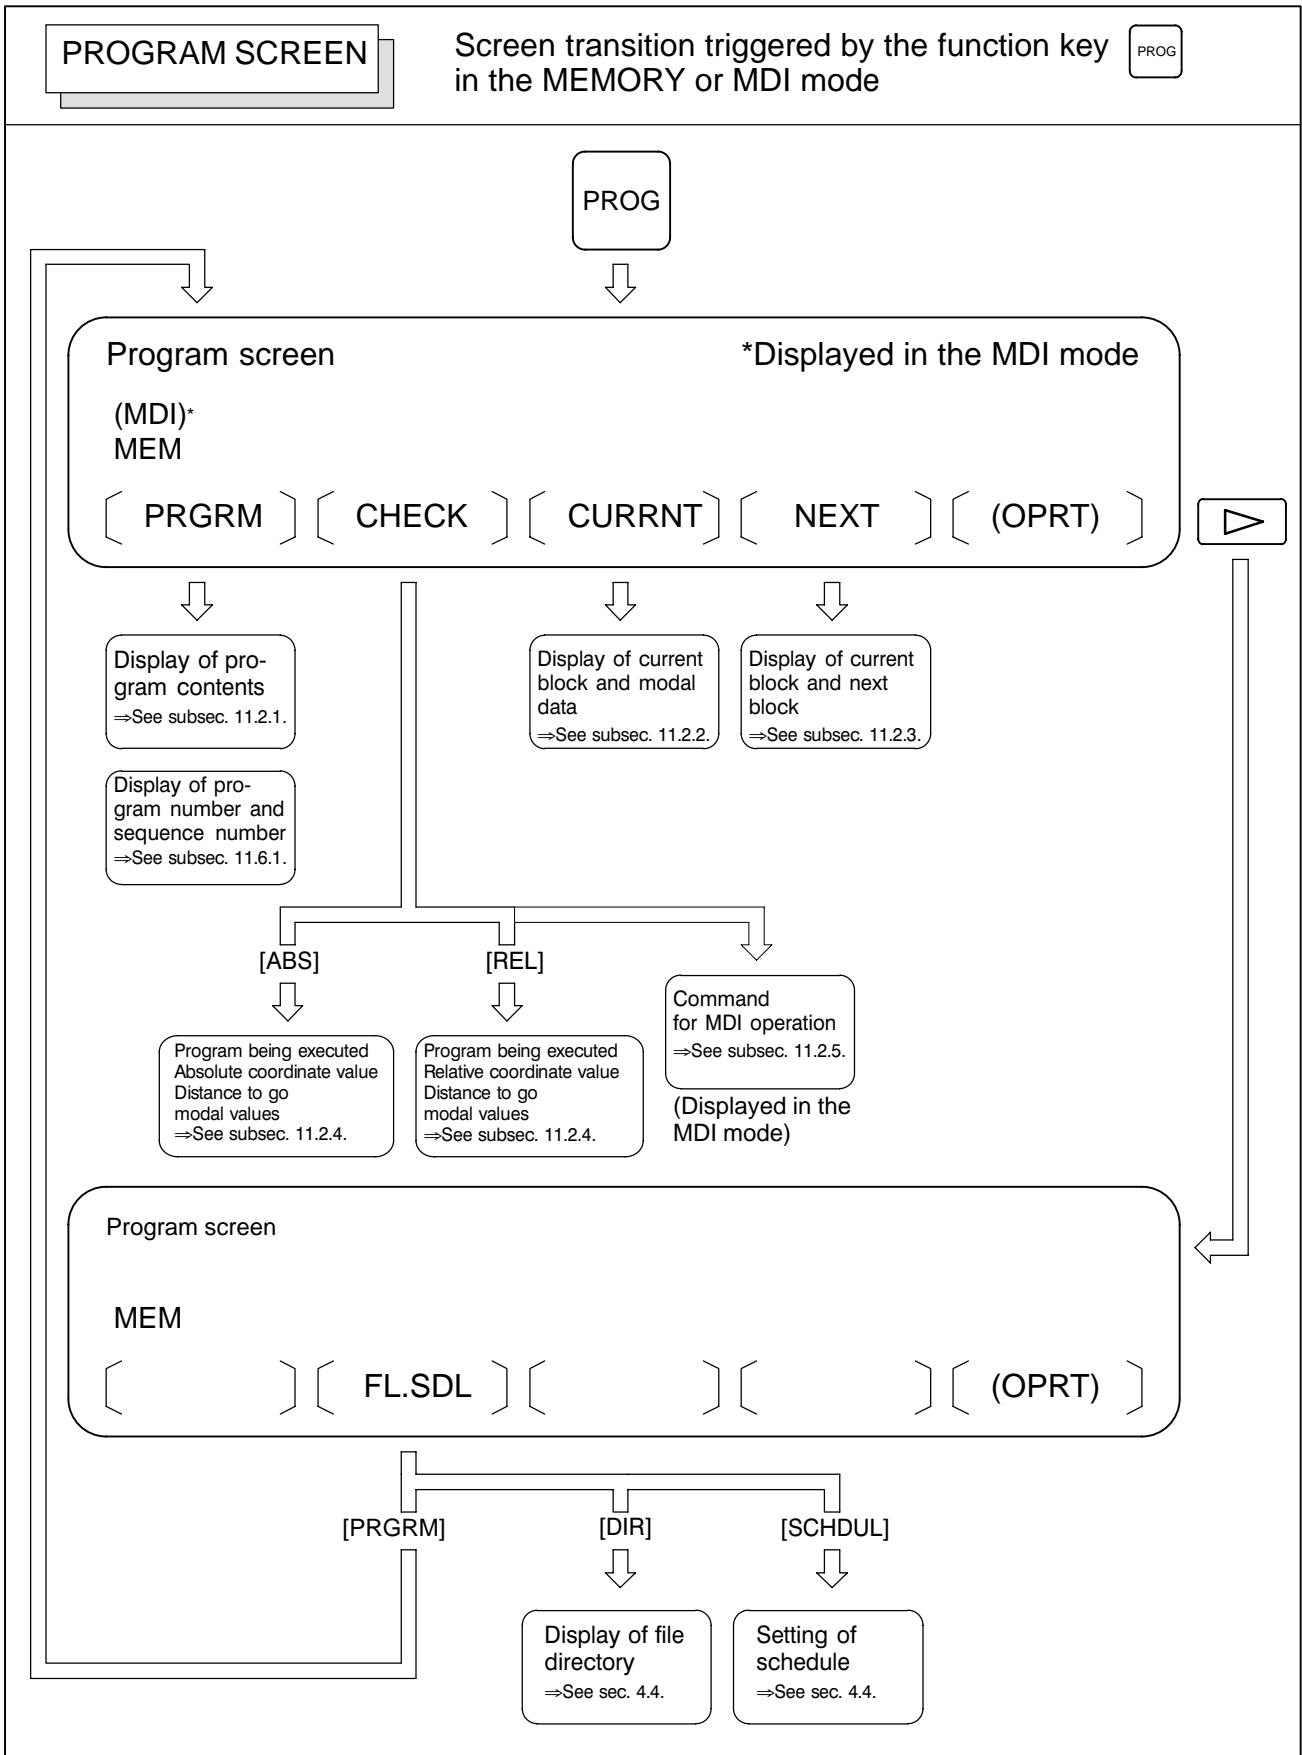 PROGRAM SCREEN
Screen transition triggered by the function key
in the MEMORY or MDI mode
PROG
PROG
Program screen
*Displayed in the MDI mode
(MDI)*
MEM
PRGRM
CHECK
CURRNT
NEXT
(OPRT)
Display of pro-
gram contents
⇒See subsec. 11.2.1.
Display of current
block and modal
data
⇒See subsec. 11.2.2.
Display of current
block and next
block
⇒See subsec. 11.2.3.
Display of pro-
gram number and
sequence number
⇒See subsec. 11.6.1.
[ABS]
[REL]
Program being executed
Absolute coordinate value
Distance to go
modal values
⇒See subsec. 11.2.4.
Program being executed
Relative coordinate value
Distance to go
modal values
⇒See subsec. 11.2.4.
Command
for MDI operation
⇒See subsec. 11.2.5.
(Displayed in the
MDI mode)
Program screen
MEM
FL.SDL
(OPRT)
[PRGRM]
[DIR]
[SCHDUL]
Display of file
directory
⇒See sec. 4.4.
Setting of
schedule
⇒See sec. 4.4.